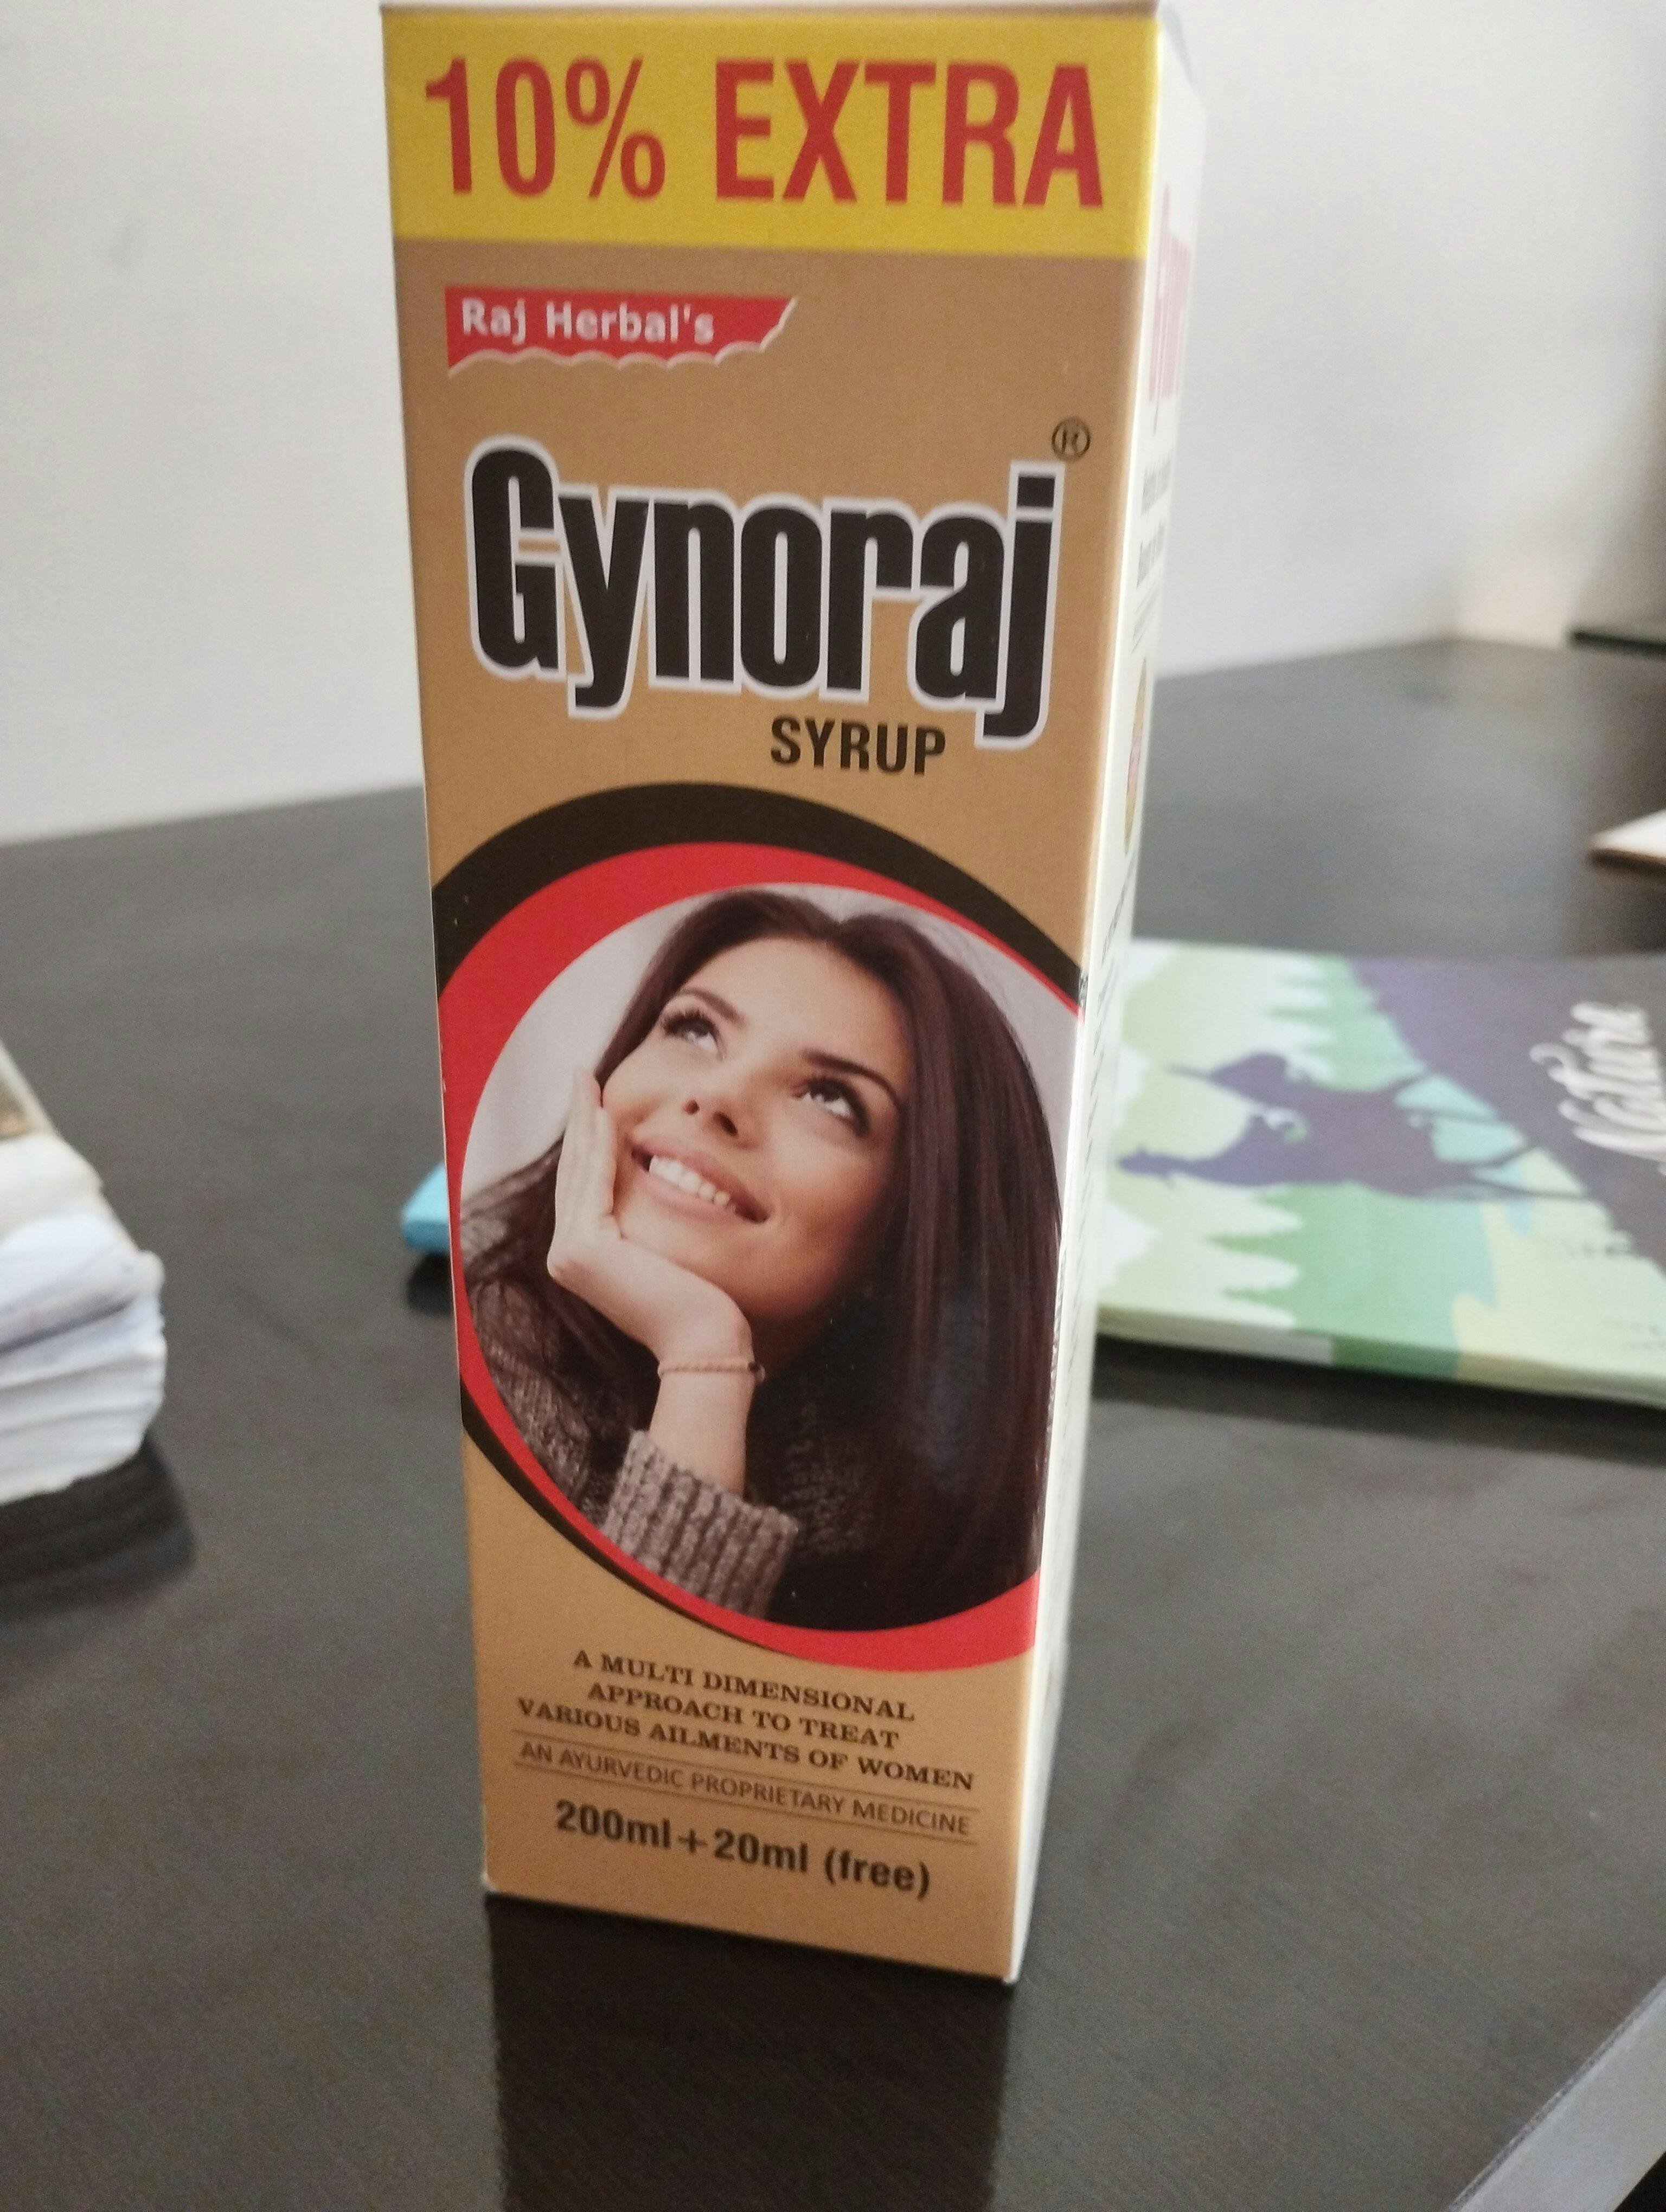 10% EXTRA
Raj Herbal's
Gynoraj®
SYRUP
A MULTI DIMENSIONAL
APPROACH TO TREAT
VARIOUS AILMENTS OF WOMEN
AN AYURVEDIC PROPRIETARY MEDICINE
200ml+20ml (free)
Nature